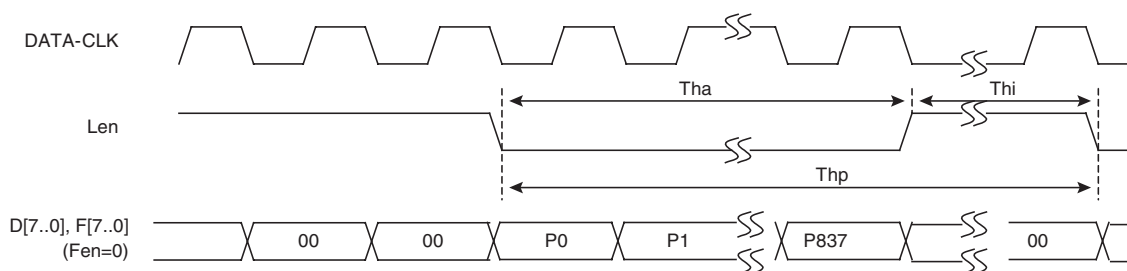 DATA-CLK
Tha
Thi
Len
Thp
D[7..0], F[7..0]
(Fen=0)
00
00
P0
P1
P837
00